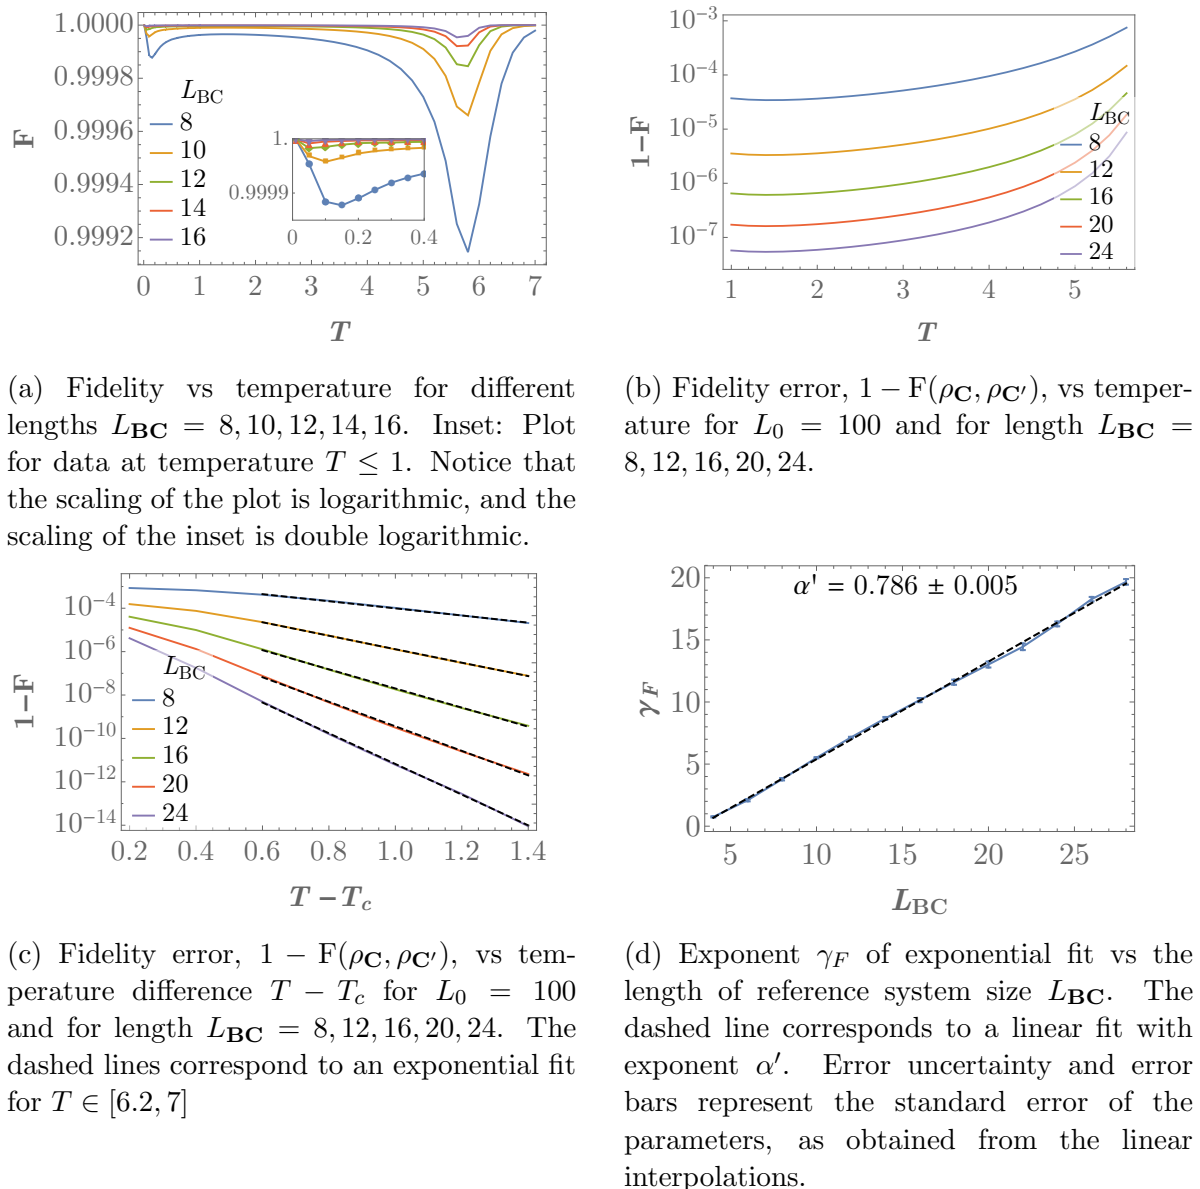 1.0000
0.9998
0.9996
0.9994
0.9992
F
L_BC
8
10
12
14
16
1
0.9999
0 0.2 0.4
0 1 2 3 4 5 6 7
T
10^-3
10^-4
10^-5
10^-6
10^-7
1−F
L_BC
8
12
16
20
24
1 2 3 4 5
T
(a) Fidelity vs temperature for different
lengths L_BC = 8, 10, 12, 14, 16. Inset: Plot
for data at temperature T ≤ 1. Notice that
the scaling of the plot is logarithmic, and the
scaling of the inset is double logarithmic.
(b) Fidelity error, 1 − F(ρ_C, ρ_C′), vs temper-
ature for L_0 = 100 and for length L_BC =
8, 12, 16, 20, 24.
10^-4
10^-6
10^-8
10^-10
10^-12
10^-14
1−F
L_BC
8
12
16
20
24
0.2 0.4 0.6 0.8 1.0 1.2 1.4
T − T_c
α' = 0.786 ± 0.005
20
15
10
5
0
γ_F
5 10 15 20 25
L_BC
(c) Fidelity error, 1 − F(ρ_C, ρ_C′), vs tem-
perature difference T − T_c for L_0 = 100
and for length L_BC = 8, 12, 16, 20, 24. The
dashed lines correspond to an exponential fit
for T ∈ [6.2, 7]
(d) Exponent γ_F of exponential fit vs the
length of reference system size L_BC. The
dashed line corresponds to a linear fit with
exponent α′. Error uncertainty and error
bars represent the standard error of the
parameters, as obtained from the linear
interpolations.